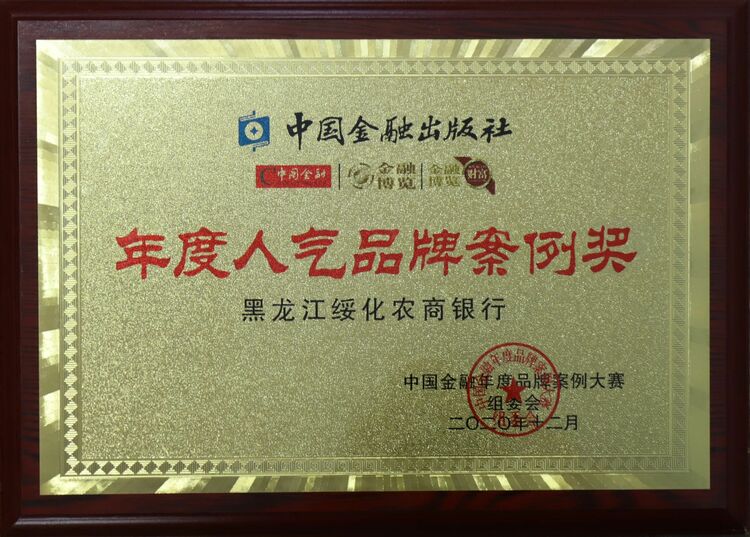 中国金融出版社
中国金融 金融博览 金融博览 财富
年度人气品牌案例奖
黑龙江绥化农商银行
中国金融年度品牌案例大赛
组委会
二〇二〇年十二月